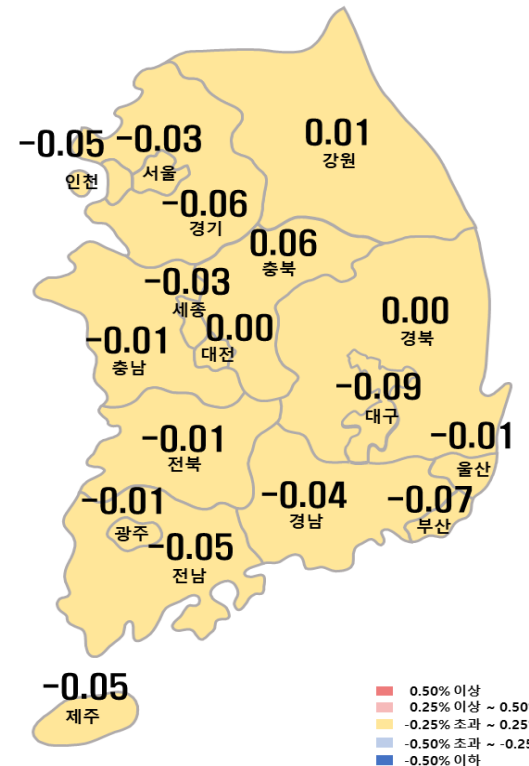 0.01
강원
-0.05
인천
-0.03
서울
-0.06
경기
0.06
충북
-0.03
세종
0.00
대전
-0.01
충남
0.00
경북
-0.09
대구
-0.01
울산
-0.01
전북
-0.04
경남
-0.07
부산
-0.01
광주
-0.05
전남
-0.05
제주
0.50% 이상
0.25% 이상 ~ 0.50
-0.25% 초과 ~ 0.25
-0.50% 초과 ~ -0.25
-0.50% 이하